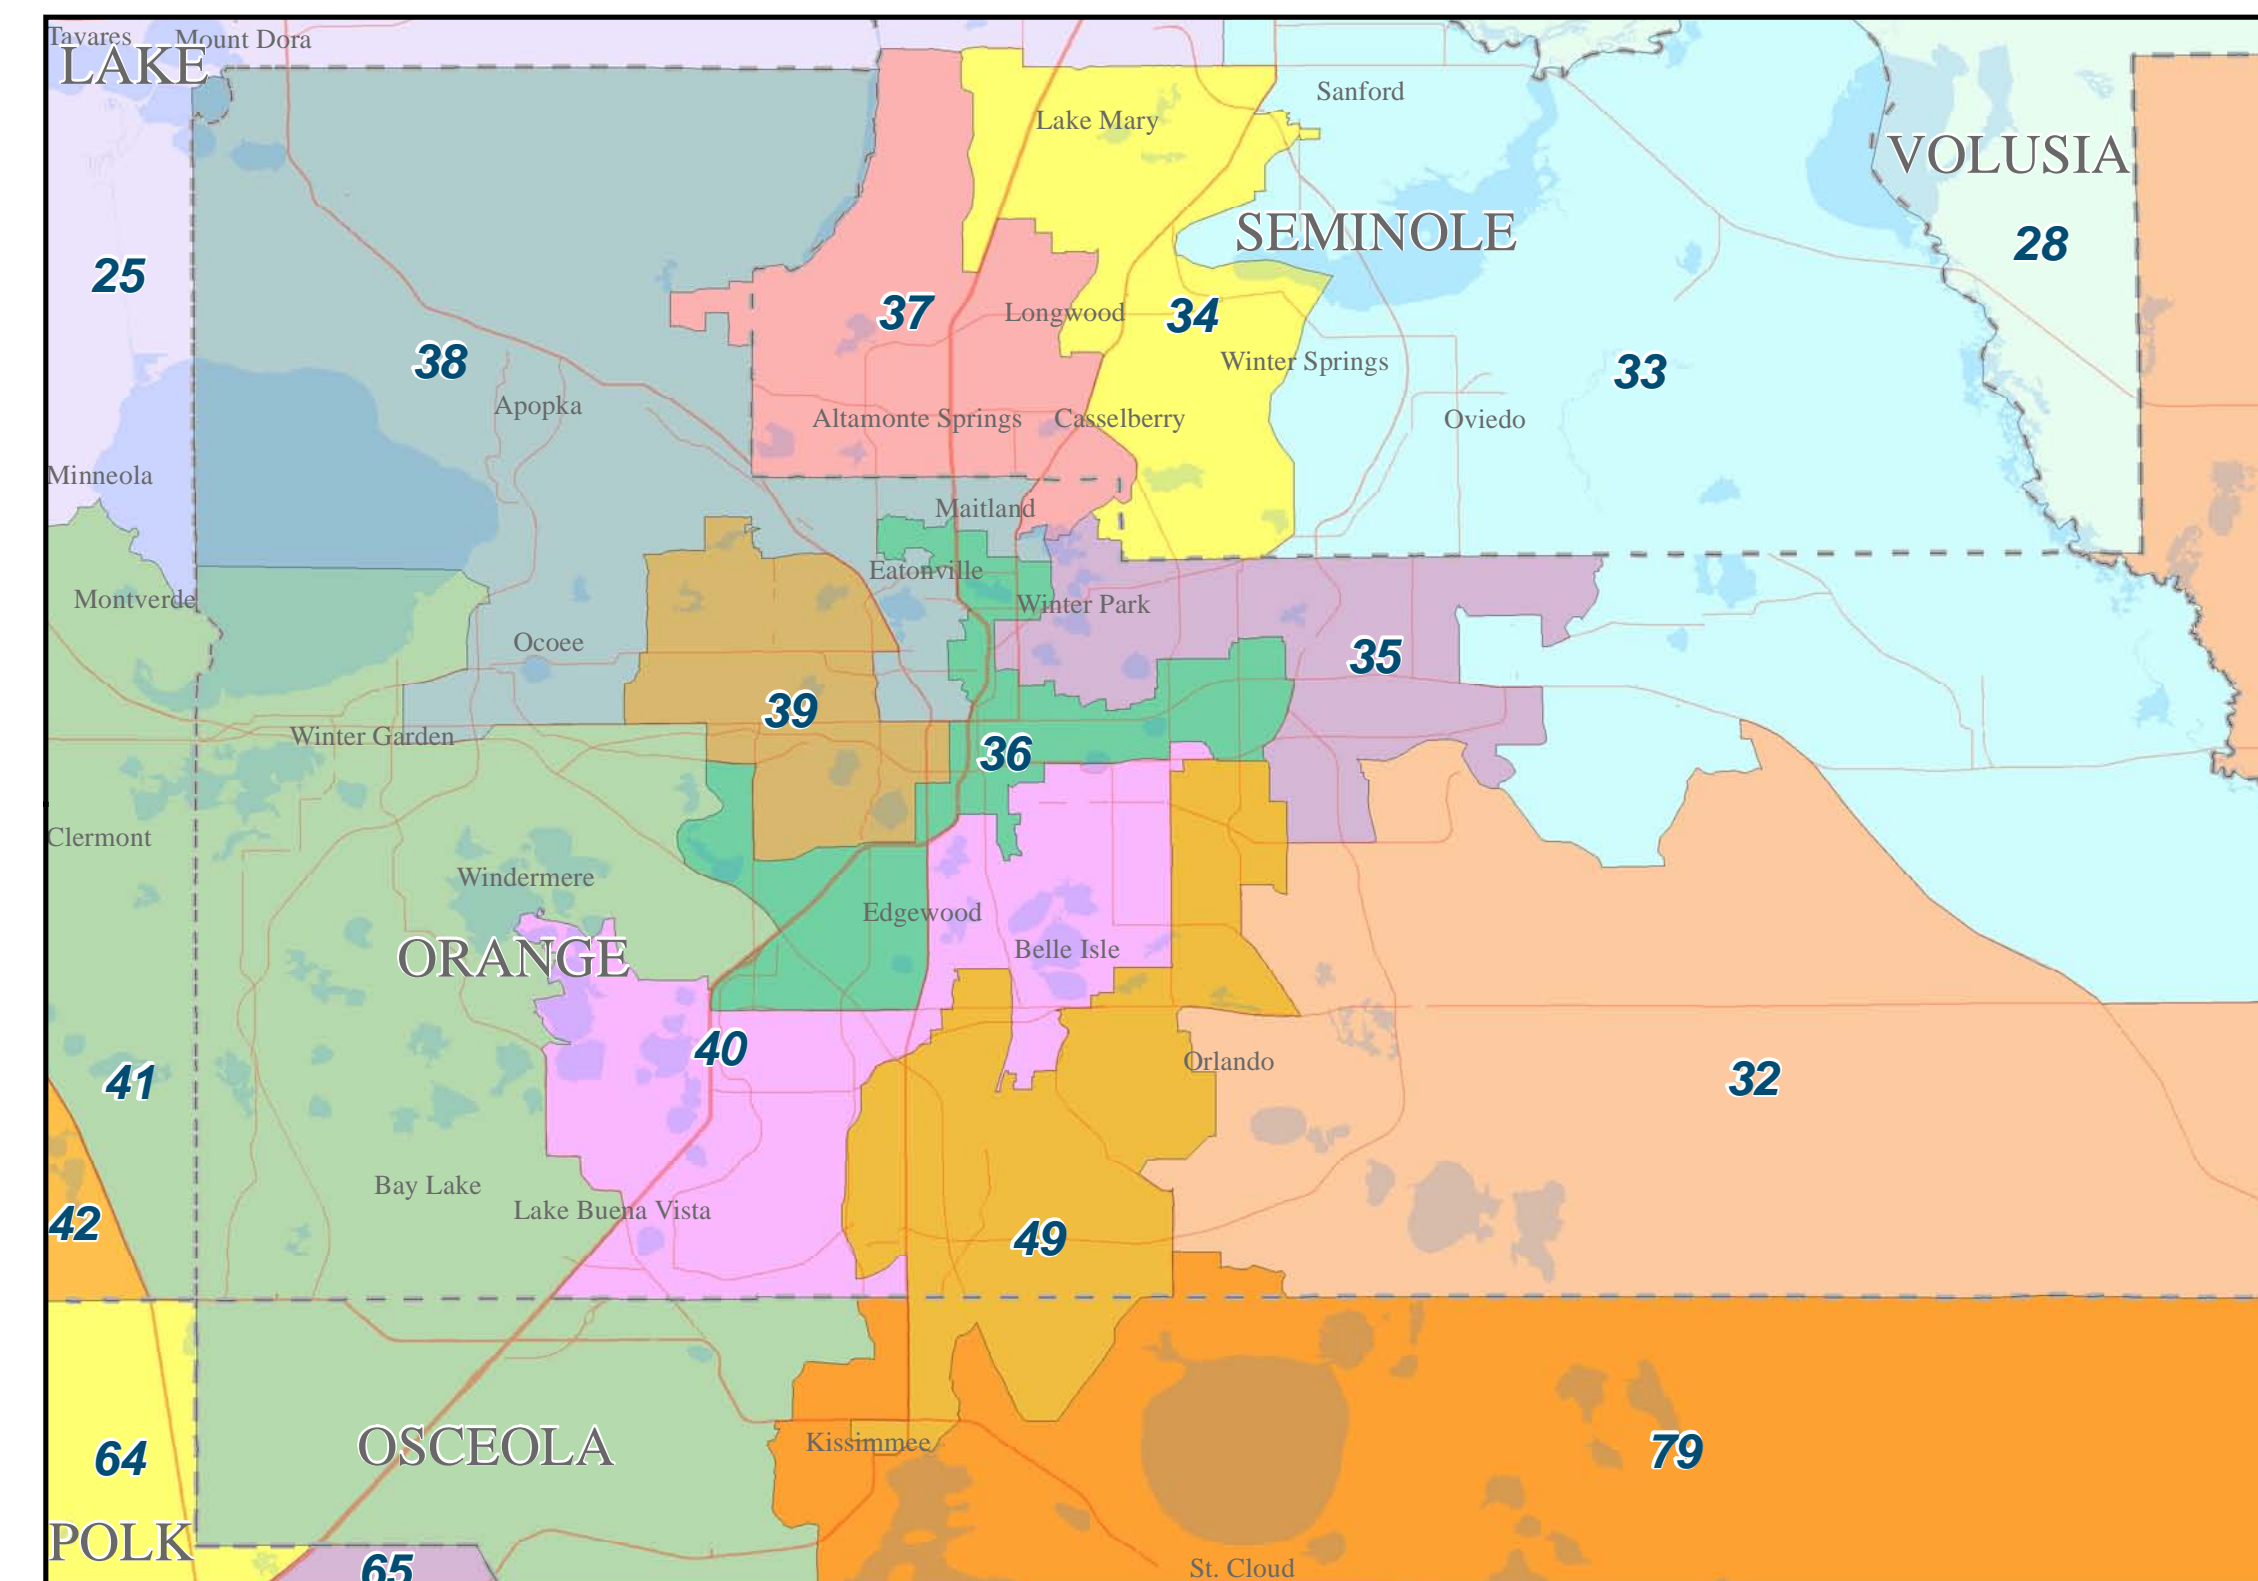 Tavares
Mount Dora
LAKE
Sanford
Lake Mary
VOLUSIA
SEMINOLE
28
25
37
Longwood
34
38
Winter Springs
33
Apopka
Altamonte Springs
Casselberry
Oviedo
Minneola
Maitland
Eatonville
Montverde
Winter Park
Ocoee
35
39
Winter Garden
36
Clermont
Windermere
Edgewood
ORANGE
Belle Isle
40
Orlando
41
32
Bay Lake
Lake Buena Vista
42
49
Kissimmee
OSCEOLA
79
64
POLK
65
St. Cloud